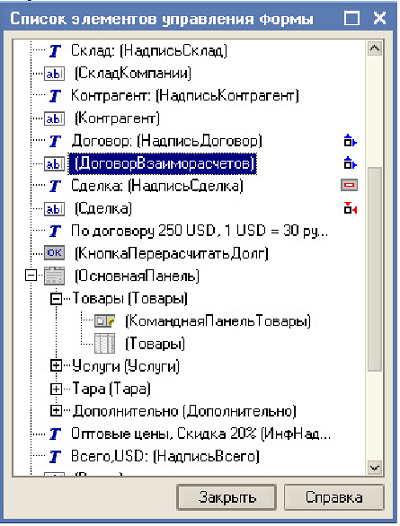 Список элементов управления формы
T Склад: (НадписьСклад)
abl (СкладКомпании)
T Контрагент: (НадписьКонтрагент)
abl (Контрагент)
T Договор: (НадписьДоговор)
abl (ДоговорВзаиморасчетов)
T Сделка: (НадписьСделка)
abl (Сделка)
T По договору 250 USD, 1 USD = 30 ру...
OK (КнопкаПерерасчитатьДолг)
(ОсновнаяПанель)
Товары (Товары)
(КоманднаяПанельТовары)
(Товары)
Услуги (Услуги)
Тара (Тара)
Дополнительно (Дополнительно)
T Оптовые цены, Скидка 20% (ИнфНад...
T Всего,USD: (НадписьВсего)
Закрыть Справка